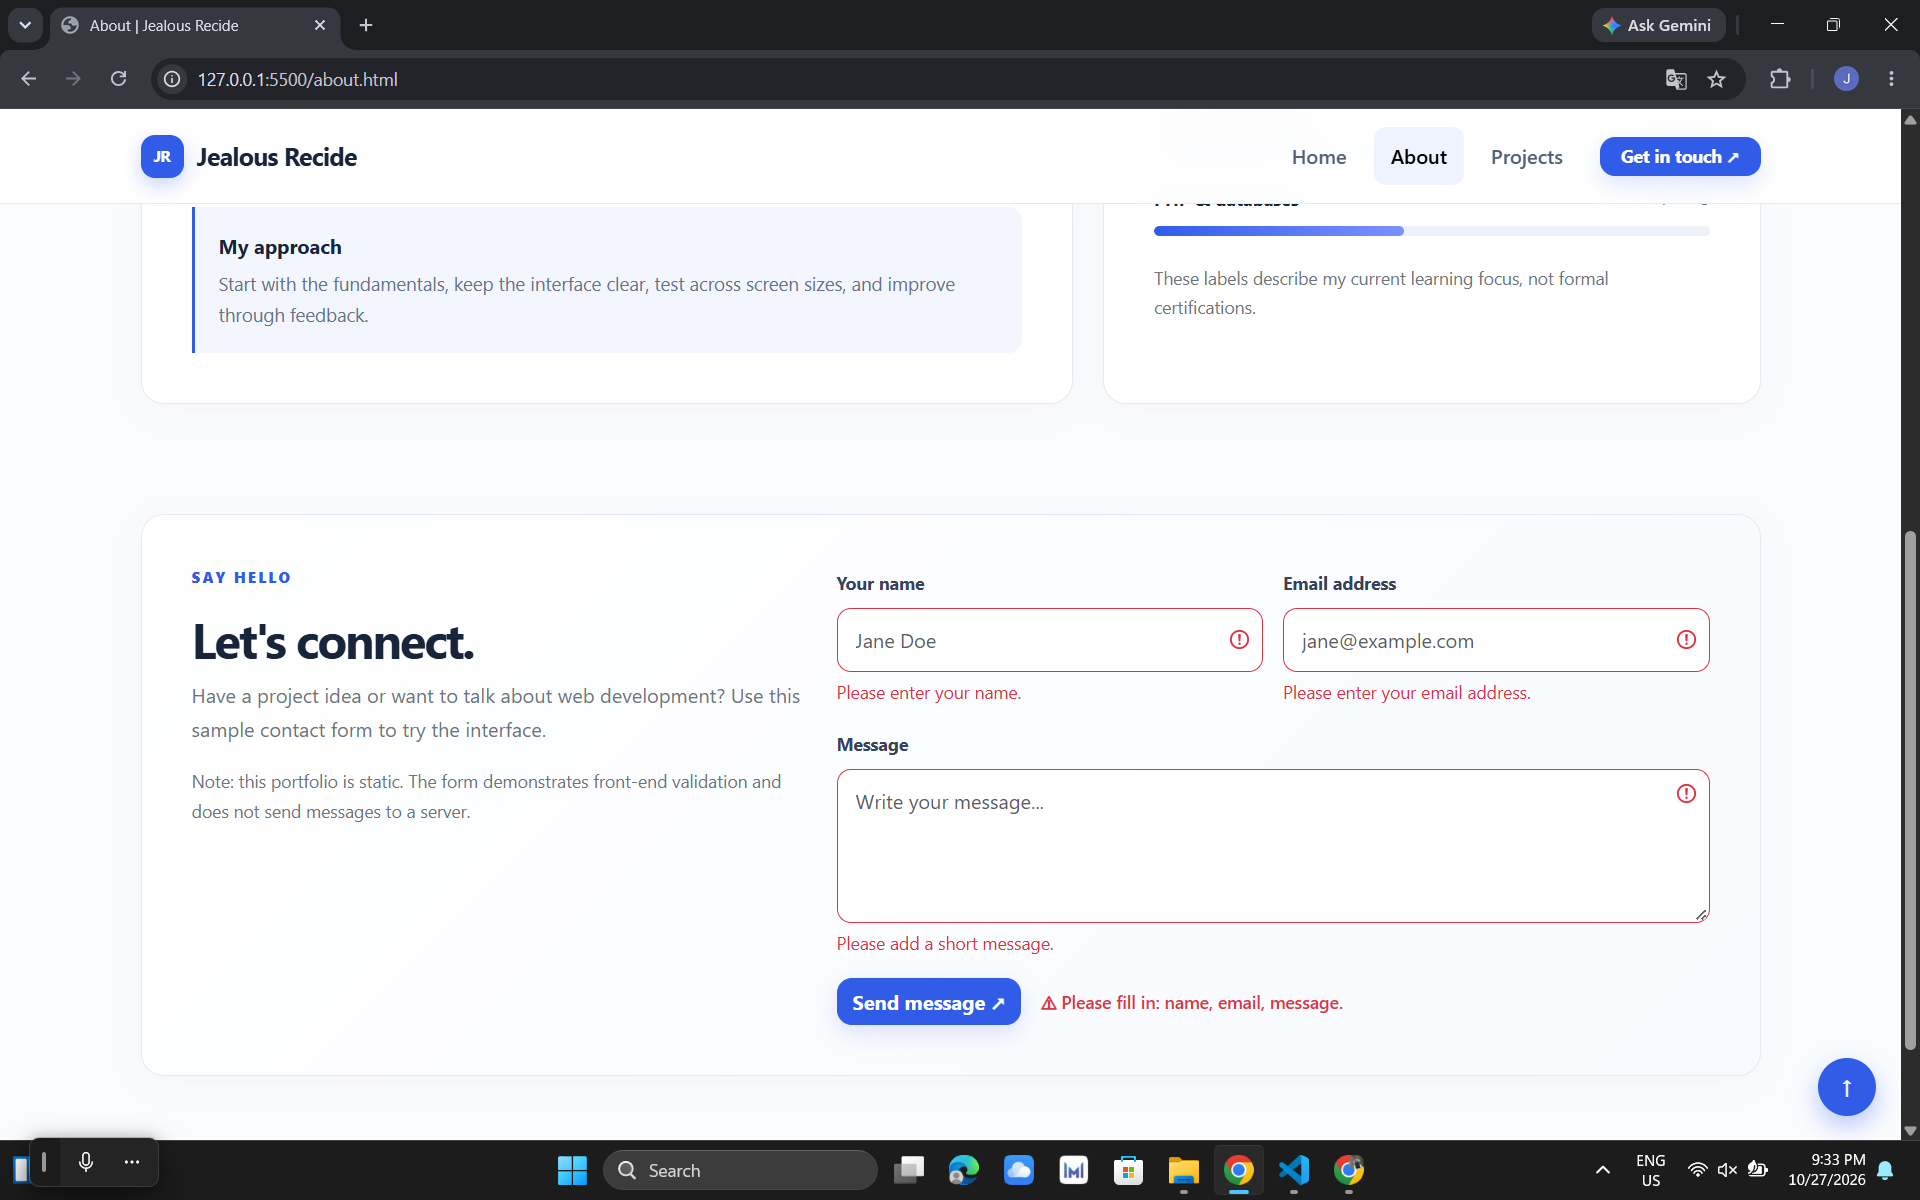 About | Jealous Recide
Ask Gemini
127.0.0.1:5500/about.html
J
JR
Jealous Recide
Home
About
Projects
Get in touch ↗
My approach
Start with the fundamentals, keep the interface clear, test across screen sizes, and improve
through feedback.
These labels describe my current learning focus, not formal
certifications.
SAY HELLO
Let's connect.
Have a project idea or want to talk about web development? Use this
sample contact form to try the interface.
Note: this portfolio is static. The form demonstrates front-end validation and
does not send messages to a server.
Your name
Jane Doe
Please enter your name.
Email address
jane@example.com
Please enter your email address.
Message
Write your message...
Please add a short message.
Send message ↗
⚠ Please fill in: name, email, message.
↑
Search
ENG
US
9:33 PM
10/27/2026